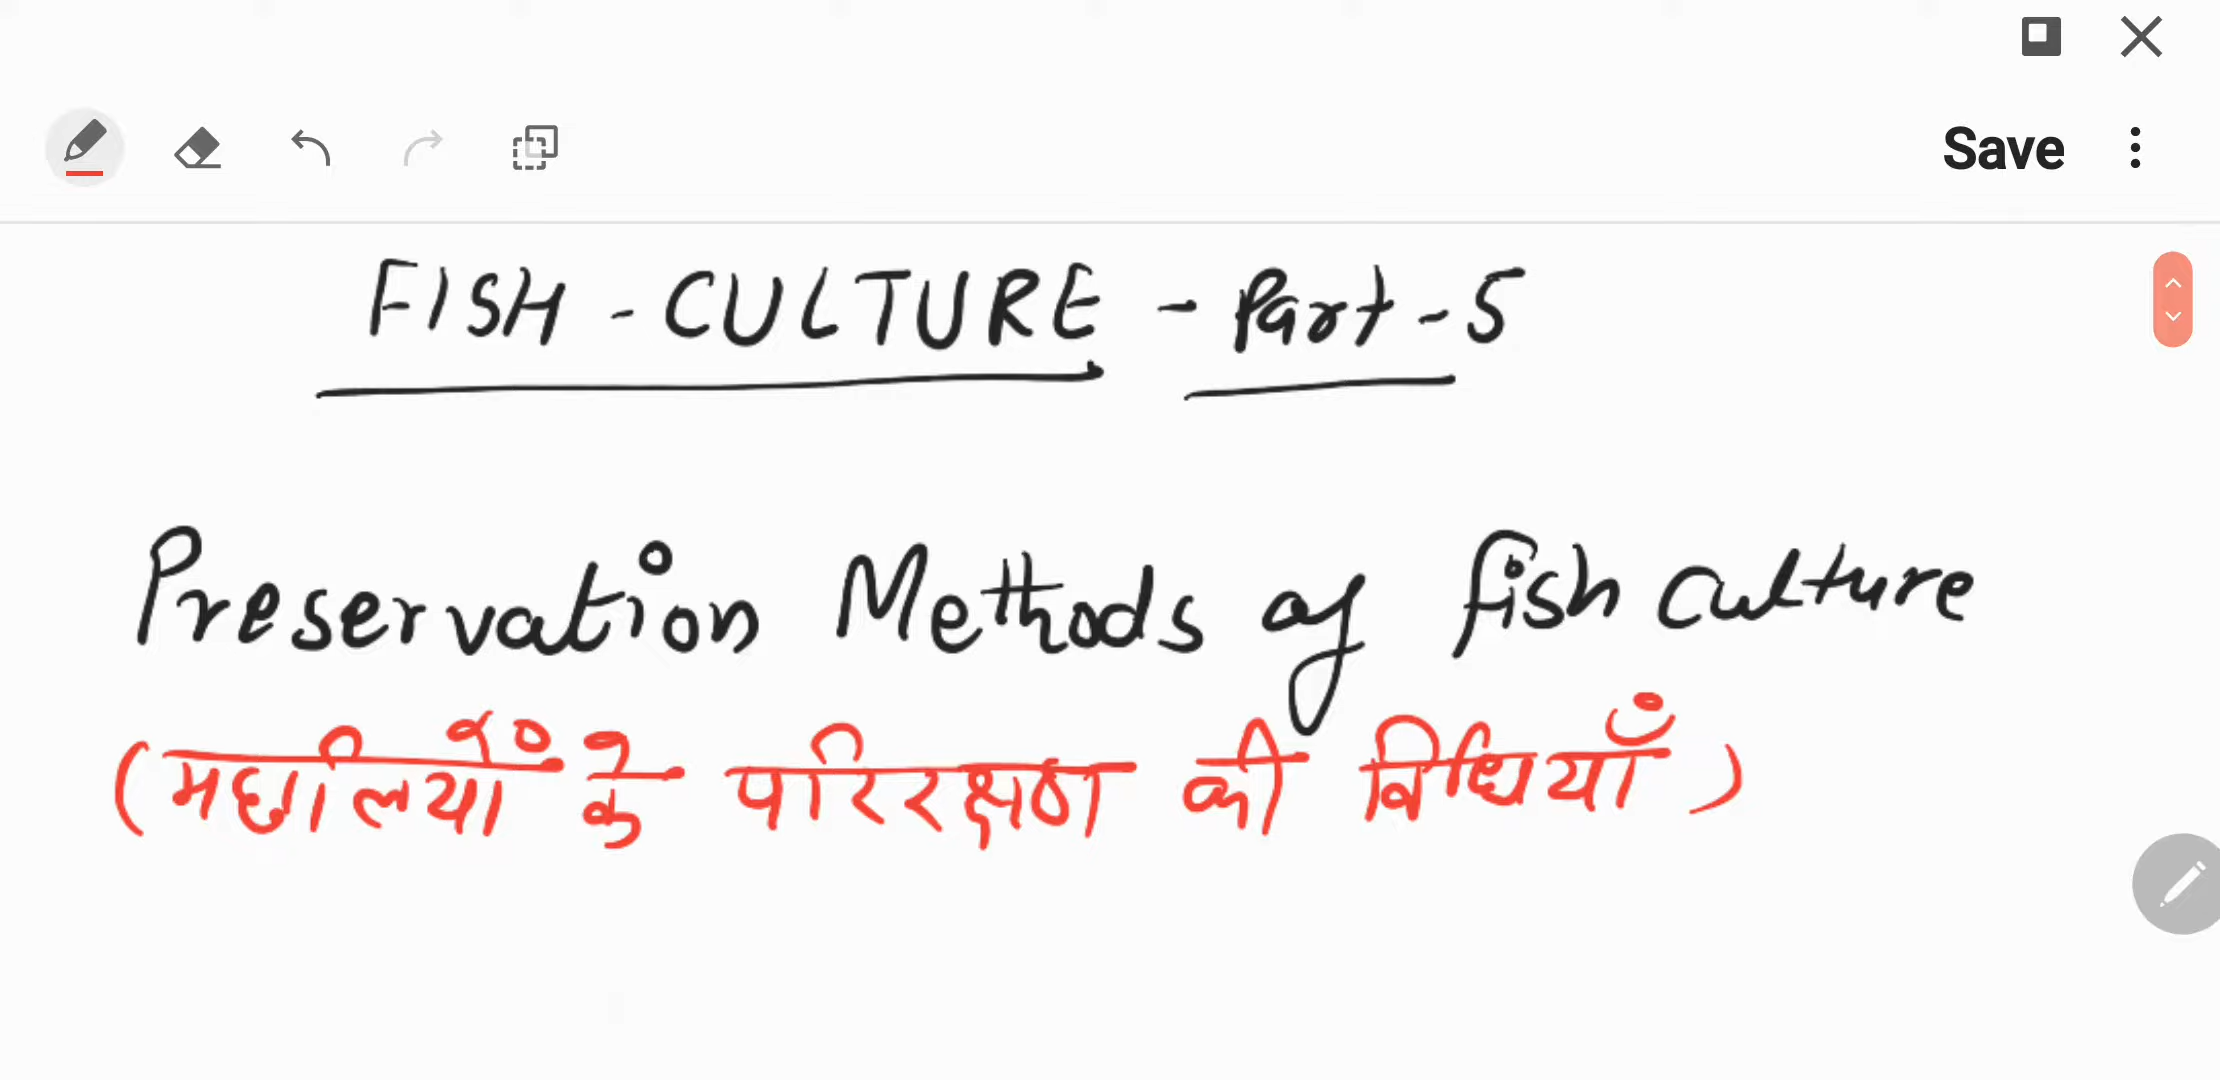 Save
FISH - CULTURE - Part - 5
Preservation Methods of fish culture
(मछलियों के परिरक्षण की विधियाँ)